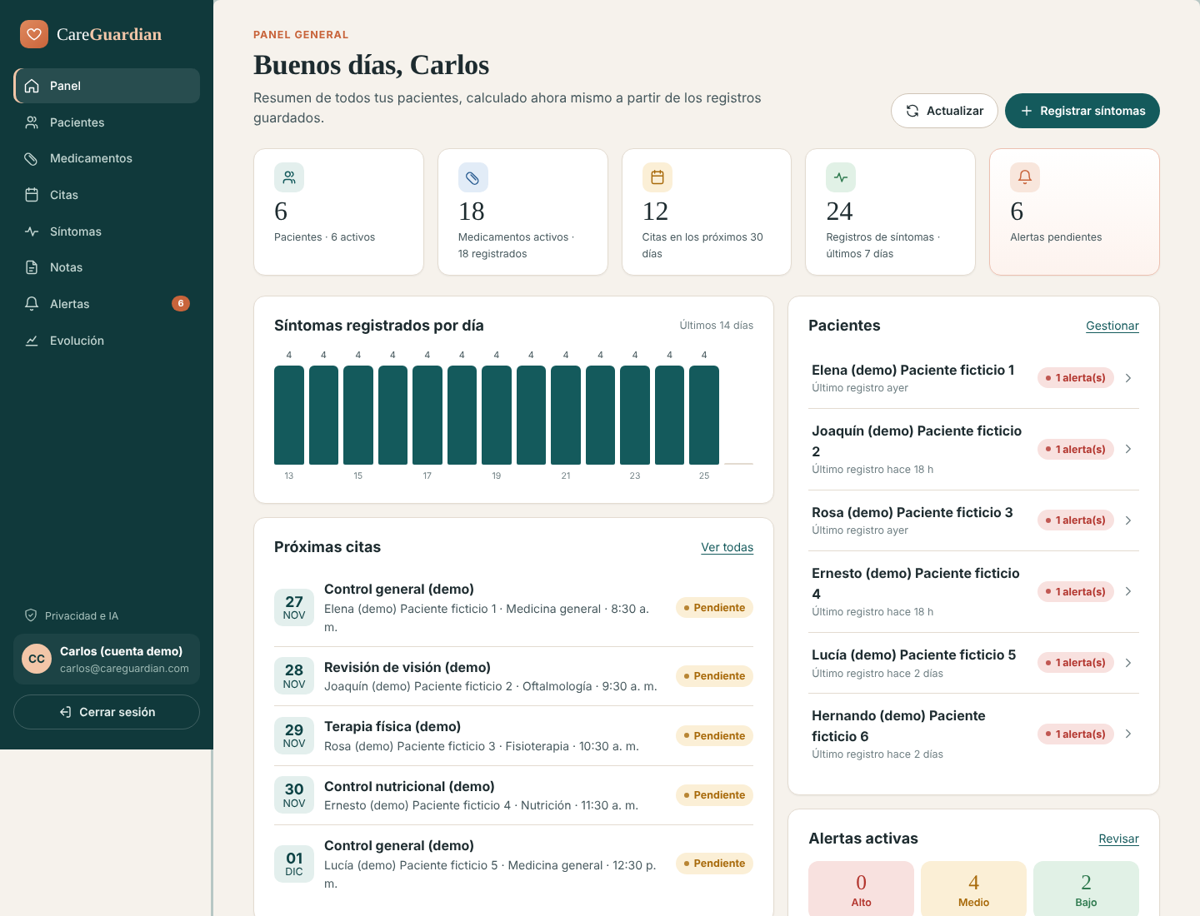 CareGuardian
Panel
Pacientes
Medicamentos
Citas
Síntomas
Notas
Alertas 6
Evolución
Privacidad e IA
CC
Carlos (cuenta demo)
carlos@careguardian.com
Cerrar sesión
PANEL GENERAL
Buenos días, Carlos
Resumen de todos tus pacientes, calculado ahora mismo a partir de los registros
guardados.
Actualizar
Registrar síntomas
6
Pacientes · 6 activos
18
Medicamentos activos ·
18 registrados
12
Citas en los próximos 30
días
24
Registros de síntomas ·
últimos 7 días
6
Alertas pendientes
Síntomas registrados por día
Últimos 14 días
4 4 4 4 4 4 4 4 4 4 4 4 4
13 15 17 19 21 23 25
Próximas citas
Ver todas
27
NOV
Control general (demo)
Elena (demo) Paciente ficticio 1 · Medicina general · 8:30 a.
m.
Pendiente
28
NOV
Revisión de visión (demo)
Joaquín (demo) Paciente ficticio 2 · Oftalmología · 9:30 a. m.
Pendiente
29
NOV
Terapia física (demo)
Rosa (demo) Paciente ficticio 3 · Fisioterapia · 10:30 a. m.
Pendiente
30
NOV
Control nutricional (demo)
Ernesto (demo) Paciente ficticio 4 · Nutrición · 11:30 a. m.
Pendiente
01
DIC
Control general (demo)
Lucía (demo) Paciente ficticio 5 · Medicina general · 12:30 p.
m.
Pendiente
Pacientes
Gestionar
Elena (demo) Paciente ficticio 1
Último registro ayer
1 alerta(s)
Joaquín (demo) Paciente ficticio
2
Último registro hace 18 h
1 alerta(s)
Rosa (demo) Paciente ficticio 3
Último registro ayer
1 alerta(s)
Ernesto (demo) Paciente ficticio
4
Último registro hace 18 h
1 alerta(s)
Lucía (demo) Paciente ficticio 5
Último registro hace 2 días
1 alerta(s)
Hernando (demo) Paciente
ficticio 6
Último registro hace 2 días
1 alerta(s)
Alertas activas
Revisar
0
Alto
4
Medio
2
Bajo